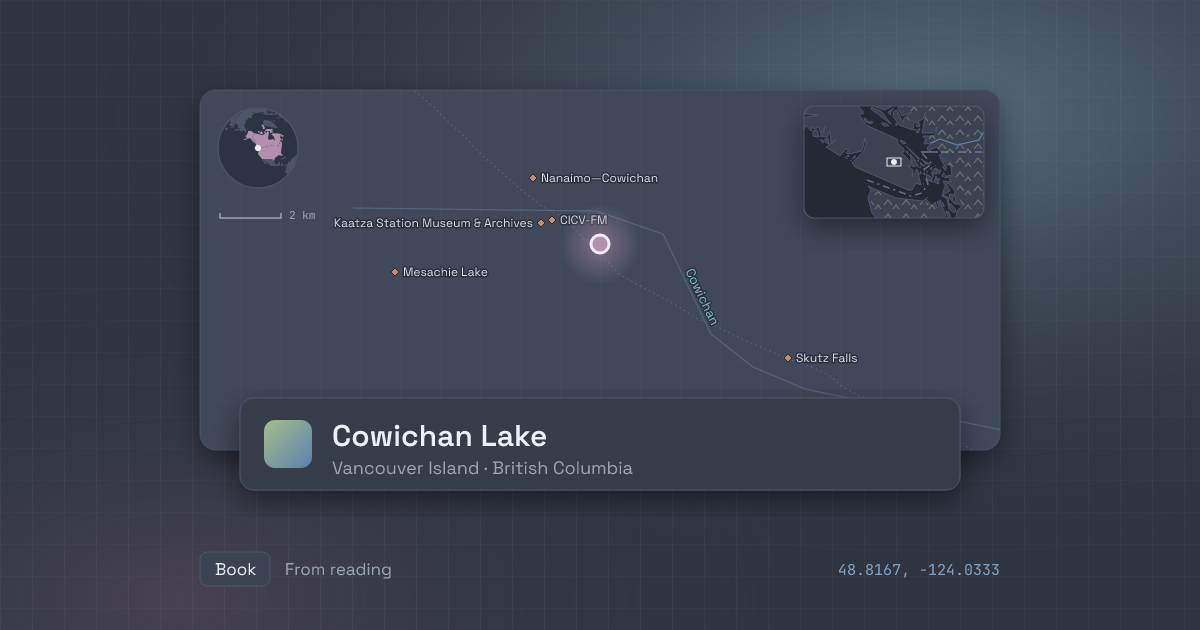 2 km
Nanaimo—Cowichan
Kaatza Station Museum & Archives
CICV-FM
Mesachie Lake
Cowichan
Skutz Falls
Cowichan Lake
Vancouver Island · British Columbia
Book
From reading
48.8167, -124.0333